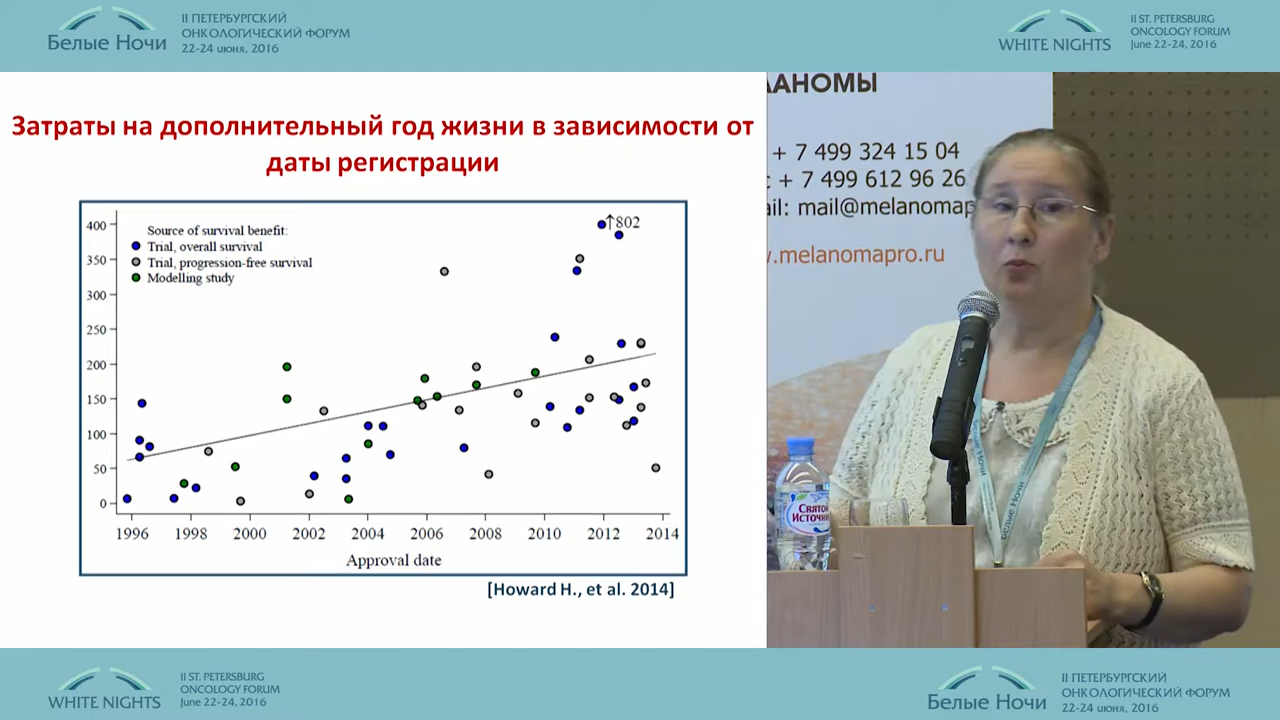 Белые Ночи
II ПЕТЕРБУРГСКИЙ
ОНКОЛОГИЧЕСКИЙ ФОРУМ
22-24 июня, 2016
WHITE NIGHTS
II ST. PETERSBURG
ONCOLOGY FORUM
June 22-24, 2016
Затраты на дополнительный год жизни в зависимости от
даты регистрации
Source of survival benefit:
Trial, overall survival
Trial, progression-free survival
Modelling study
↑802
400
350
300
250
200
150
100
50
0
1996 1998 2000 2002 2004 2006 2008 2010 2012 2014
Approval date
[Howard H., et al. 2014]
ЛАНОМЫ
+ 7 499 324 15 04
с + 7 499 612 96 26
ail: mail@melanomap
w.melanomapro.ru
Святой
Источник
Белые Ночи
WHITE NIGHTS
II ST. PETERSBURG
ONCOLOGY FORUM
June 22-24, 2016
Белые Ночи
II ПЕТЕРБУРГСКИЙ
ОНКОЛОГИЧЕСКИЙ ФОРУМ
22-24 июня, 2016